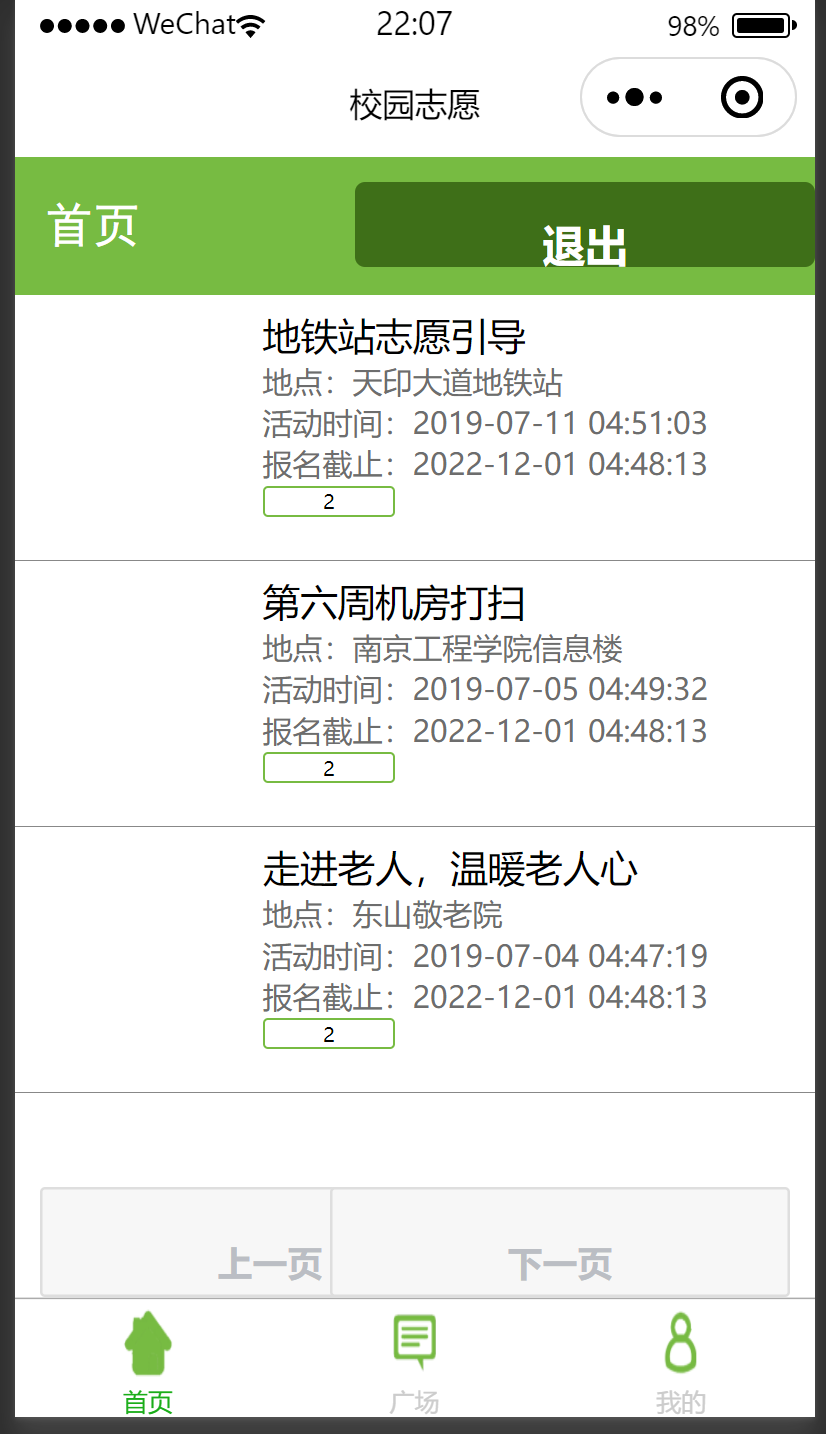 WeChat 22:07 98%
校园志愿
首页 退出
地铁站志愿引导
地点：天印大道地铁站
活动时间：2019-07-11 04:51:03
报名截止：2022-12-01 04:48:13
2
第六周机房打扫
地点：南京工程学院信息楼
活动时间：2019-07-05 04:49:32
报名截止：2022-12-01 04:48:13
2
走进老人，温暖老人心
地点：东山敬老院
活动时间：2019-07-04 04:47:19
报名截止：2022-12-01 04:48:13
2
上一页 下一页
首页 广场 我的